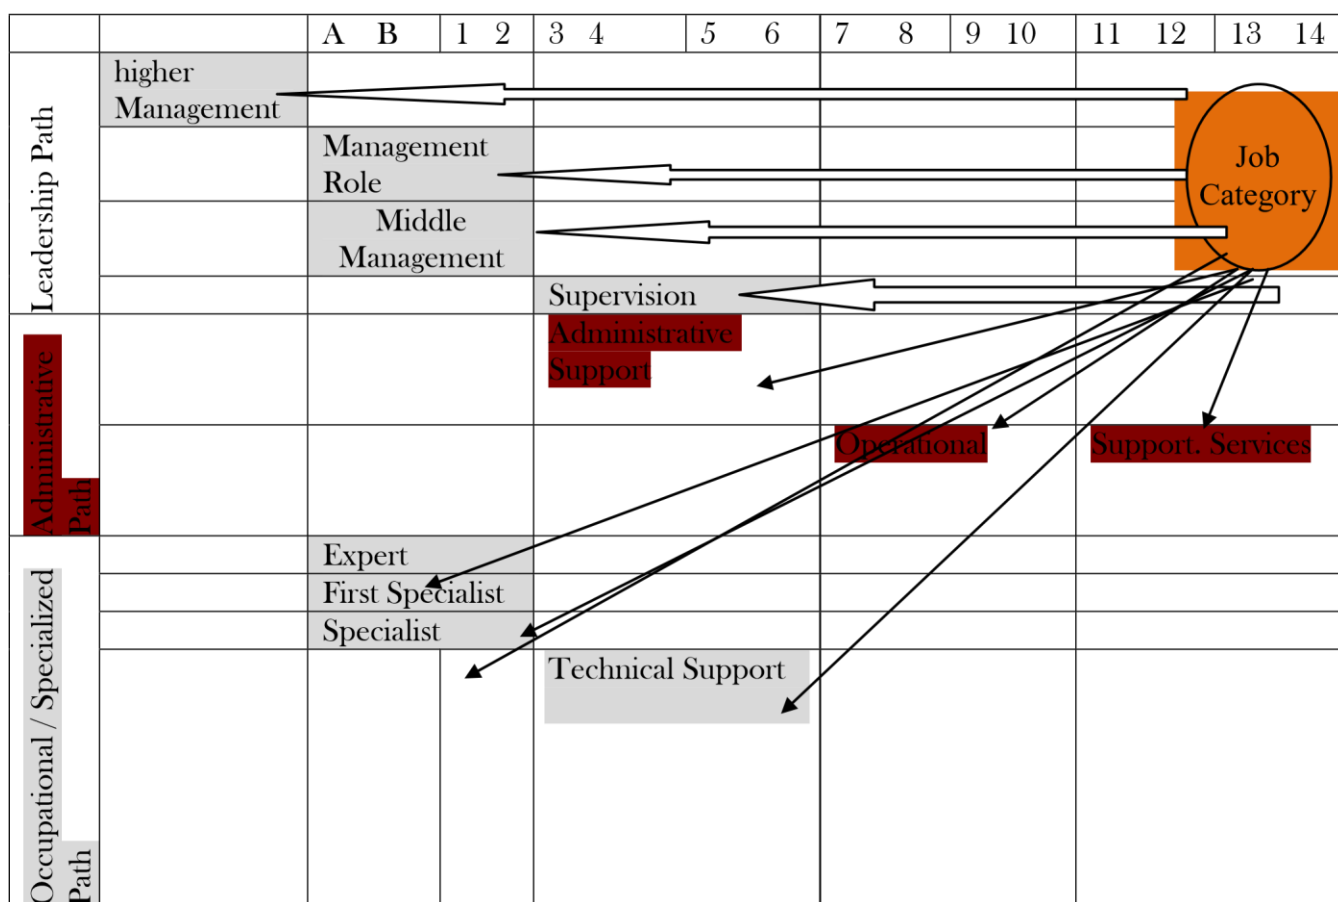 A B 1 2 3 4 5 6 7 8 9 10 11 12 13 14
Leadership Path
higher
Management
Management
Role
Middle
Management
Supervision
Job
Category
Administrative
Path
Administrative
Support
Operational
Support. Services
Occupational / Specialized
Path
Expert
First Specialist
Specialist
Technical Support